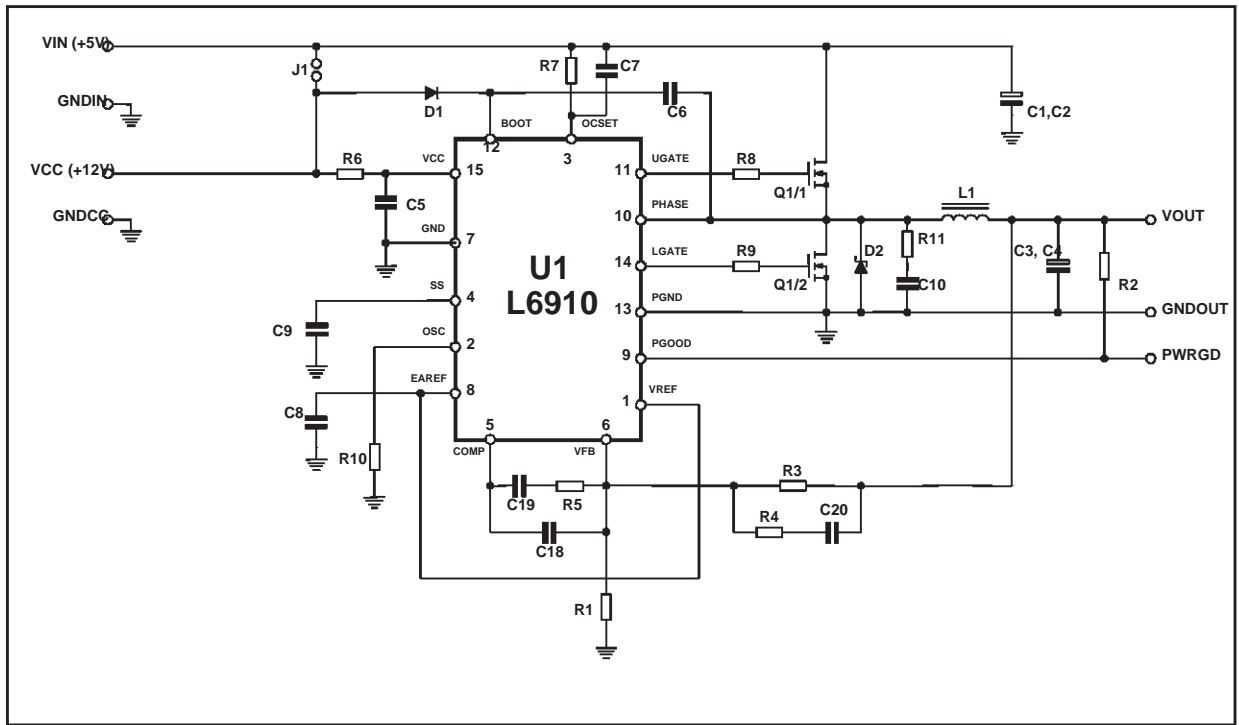 VIN (+5V)
J1
R7
C7
GNDIN
D1
C6
C1,C2
BOOT
OCSET
12
3
VCC (+12V)
R6
VCC
15
UGATE
11
R8
Q1/1
L1
GNDCC
C5
PHASE
10
VOUT
GND
7
LGATE
14
R9
D2
R11
C3, C4
R2
U1
L6910
Q1/2
C10
SS
4
PGND
13
GNDOUT
C9
OSC
2
PGOOD
9
PWRGD
EAREF
8
VREF
1
C8
5
6
R10
COMP
VFB
R3
C19
R5
R4
C20
C18
R1